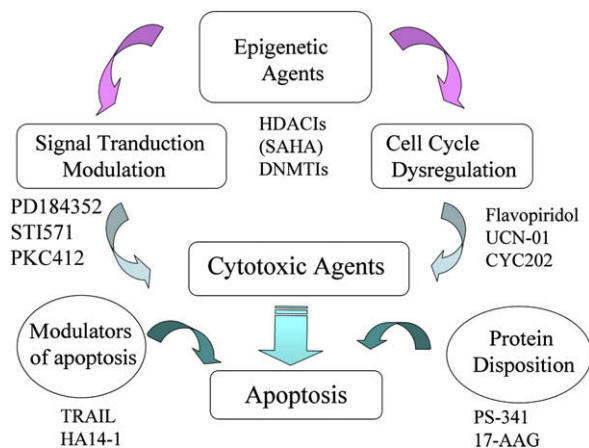 Epigenetic
Agents
HDACIs
(SAHA)
DNMTIs
Signal Tranduction
Modulation
PD184352
STI571
PKC412
Cell Cycle
Dysregulation
Flavopiridol
UCN-01
CYC202
Cytotoxic Agents
Modulators
of apoptosis
TRAIL
HA14-1
Protein
Disposition
PS-341
17-AAG
Apoptosis